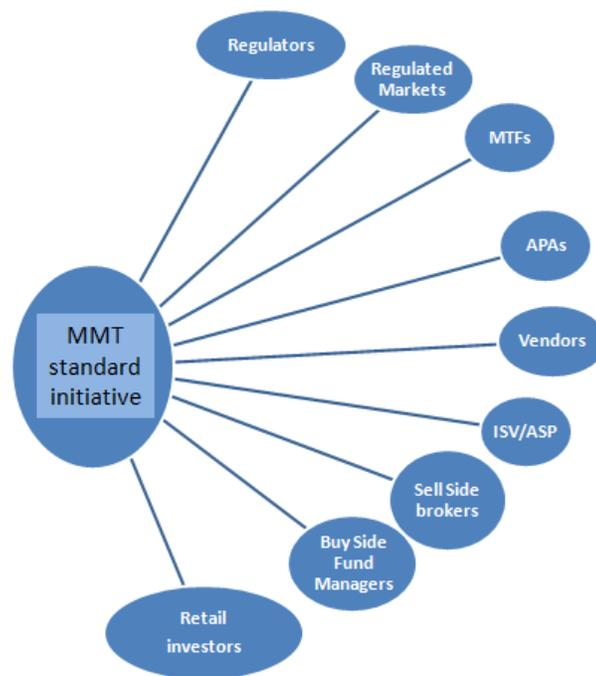 Regulators
Regulated
Markets
MTFs
APAs
Vendors
ISV/ASP
Sell Side
brokers
Buy Side
Fund
Managers
Retail
investors
MMT
standard
initiative